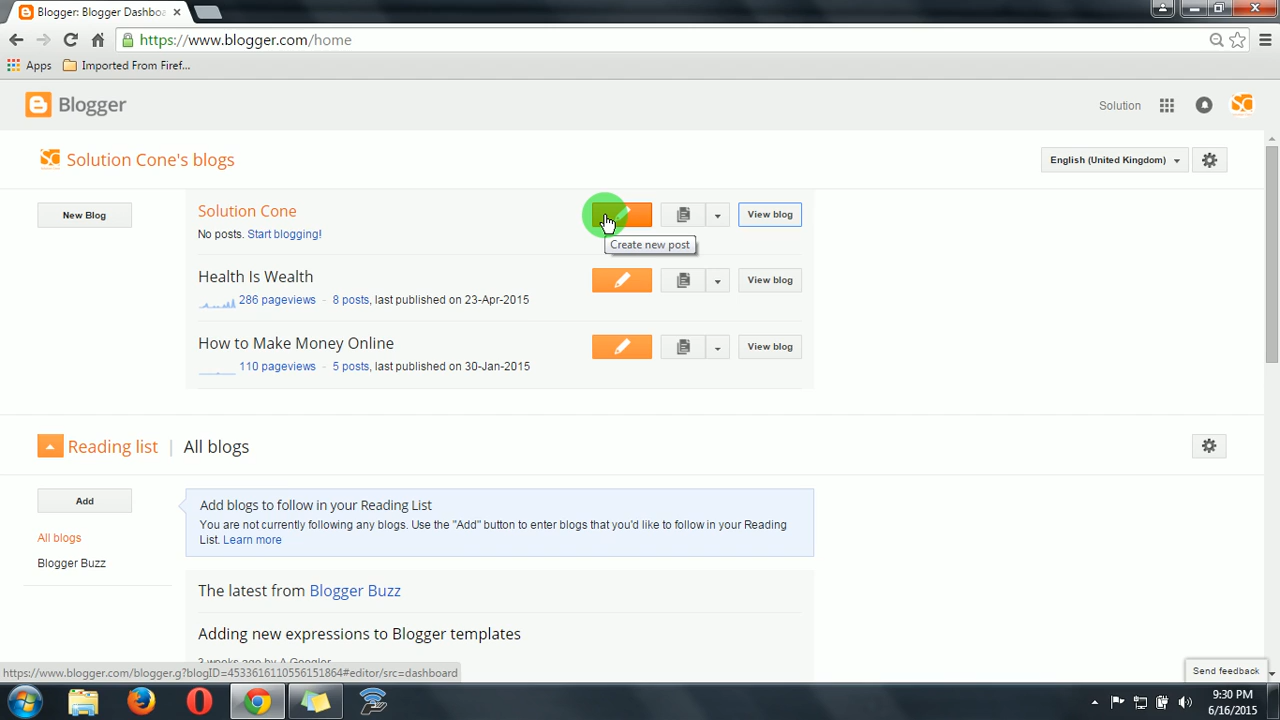 Blogger: Blogger Dashboa
https://www.blogger.com/home
Apps Imported From Firef...
Blogger
Solution
Solution Cone's blogs
English (United Kingdom)
New Blog
Solution Cone
View blog
No posts. Start blogging!
Create new post
Health Is Wealth
View blog
286 pageviews - 8 posts, last published on 23-Apr-2015
How to Make Money Online
View blog
110 pageviews - 5 posts, last published on 30-Jan-2015
Reading list | All blogs
Add
Add blogs to follow in your Reading List
You are not currently following any blogs. Use the "Add" button to enter blogs that you'd like to follow in your Reading
List. Learn more
All blogs
Blogger Buzz
The latest from Blogger Buzz
Adding new expressions to Blogger templates
3 weeks ago by A Googler
https://www.blogger.com/blogger.g?blogID=4533616110556151864#editor/src=dashboard
Send feedback
9:30 PM
6/16/2015